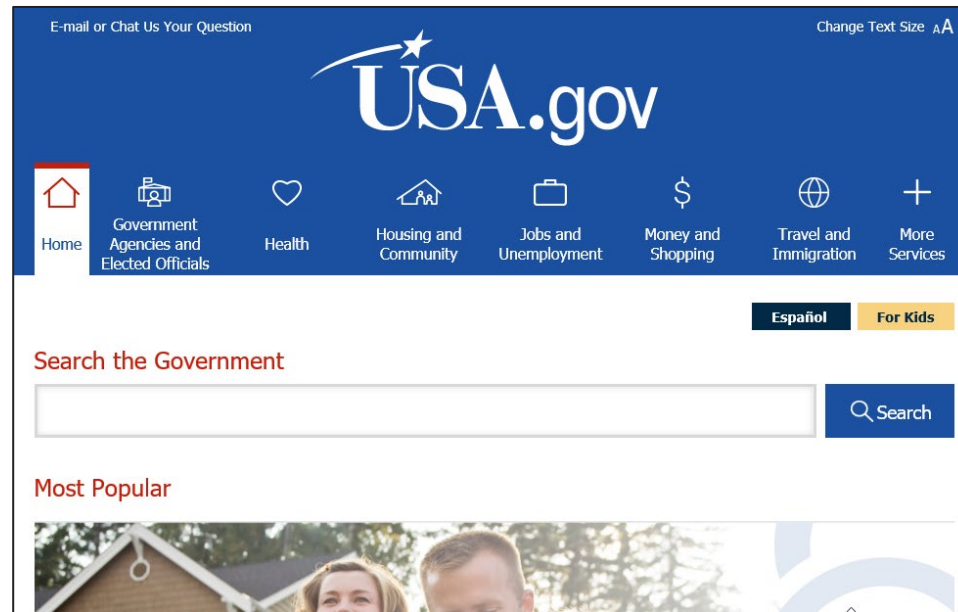 E-mail or Chat Us Your Question
Change Text Size AA
USA.gov
Home
Government
Agencies and
Elected Officials
Health
Housing and
Community
Jobs and
Unemployment
Money and
Shopping
Travel and
Immigration
More
Services
Español
For Kids
Search the Government
Search
Most Popular